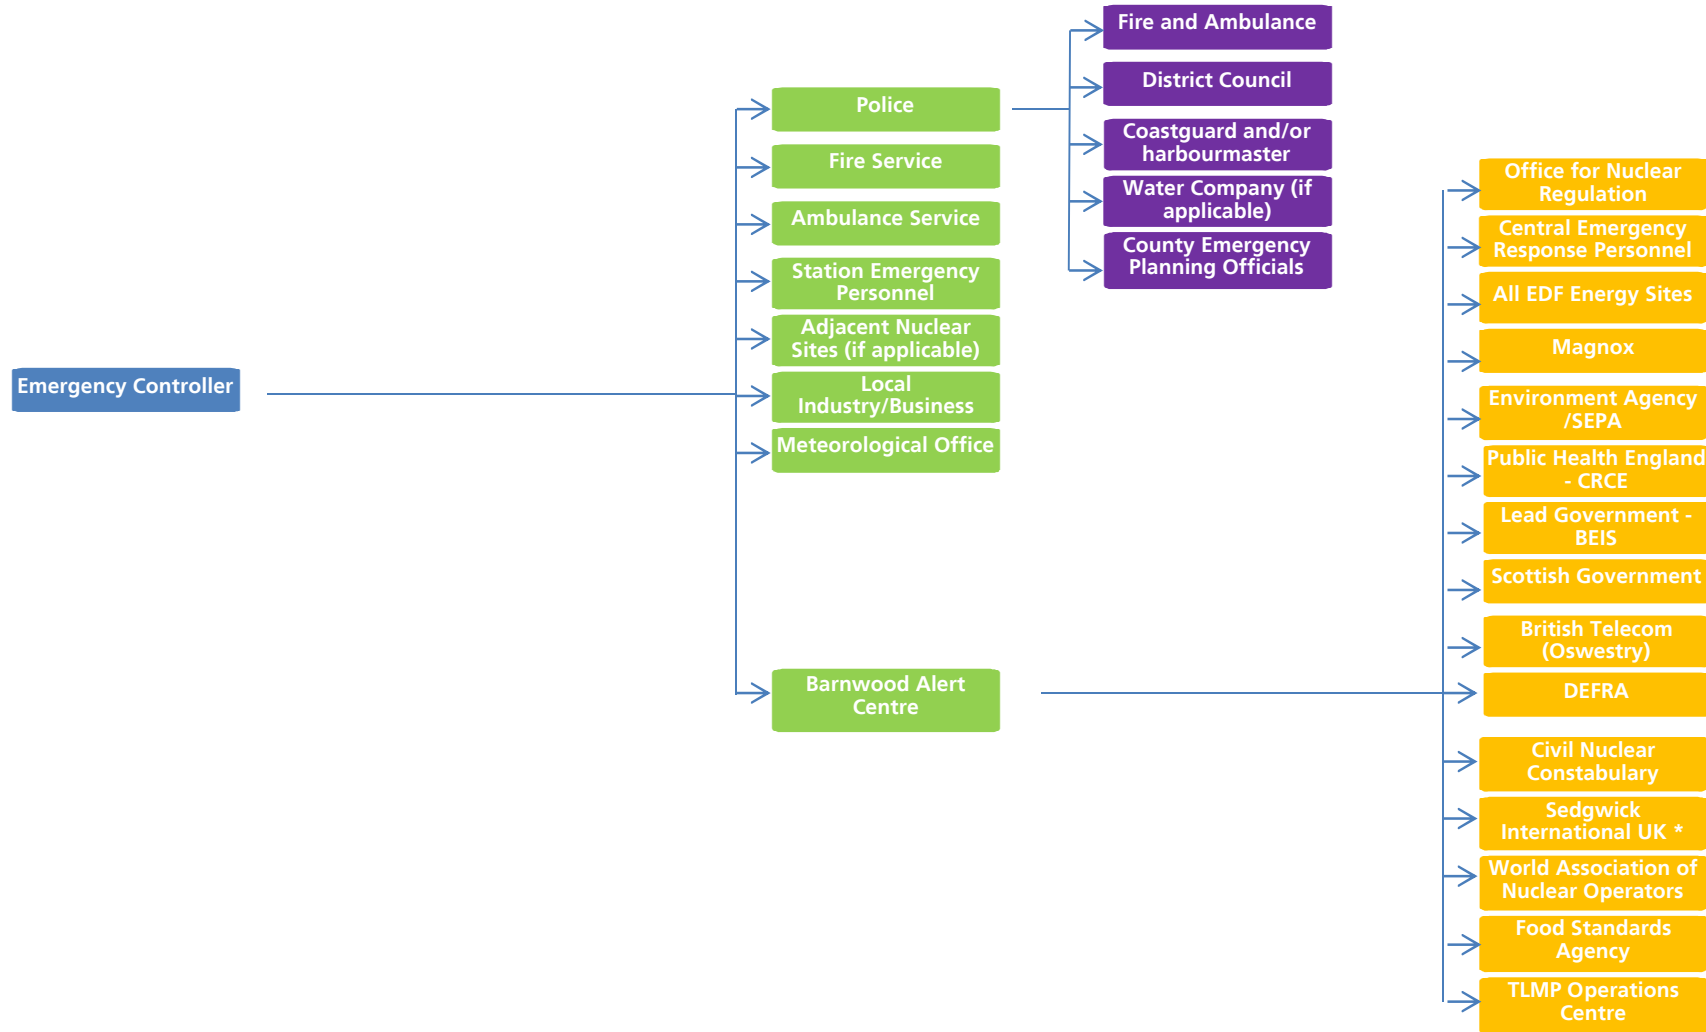 Emergency Controller
Police
Fire Service
Ambulance Service
Station Emergency
Personnel
Adjacent Nuclear
Sites (if applicable)
Local
Industry/Business
Meteorological Office
Barnwood Alert
Centre
Fire and Ambulance
District Council
Coastguard and/or
harbourmaster
Water Company (if
applicable)
County Emergency
Planning Officials
Office for Nuclear
Regulation
Central Emergency
Response Personnel
All EDF Energy Sites
Magnox
Environment Agency
/SEPA
Public Health England
- CRCE
Lead Government -
BEIS
Scottish Government
British Telecom
(Oswestry)
DEFRA
Civil Nuclear
Constabulary
Sedgwick
International UK *
World Association of
Nuclear Operators
Food Standards
Agency
TLMP Operations
Centre